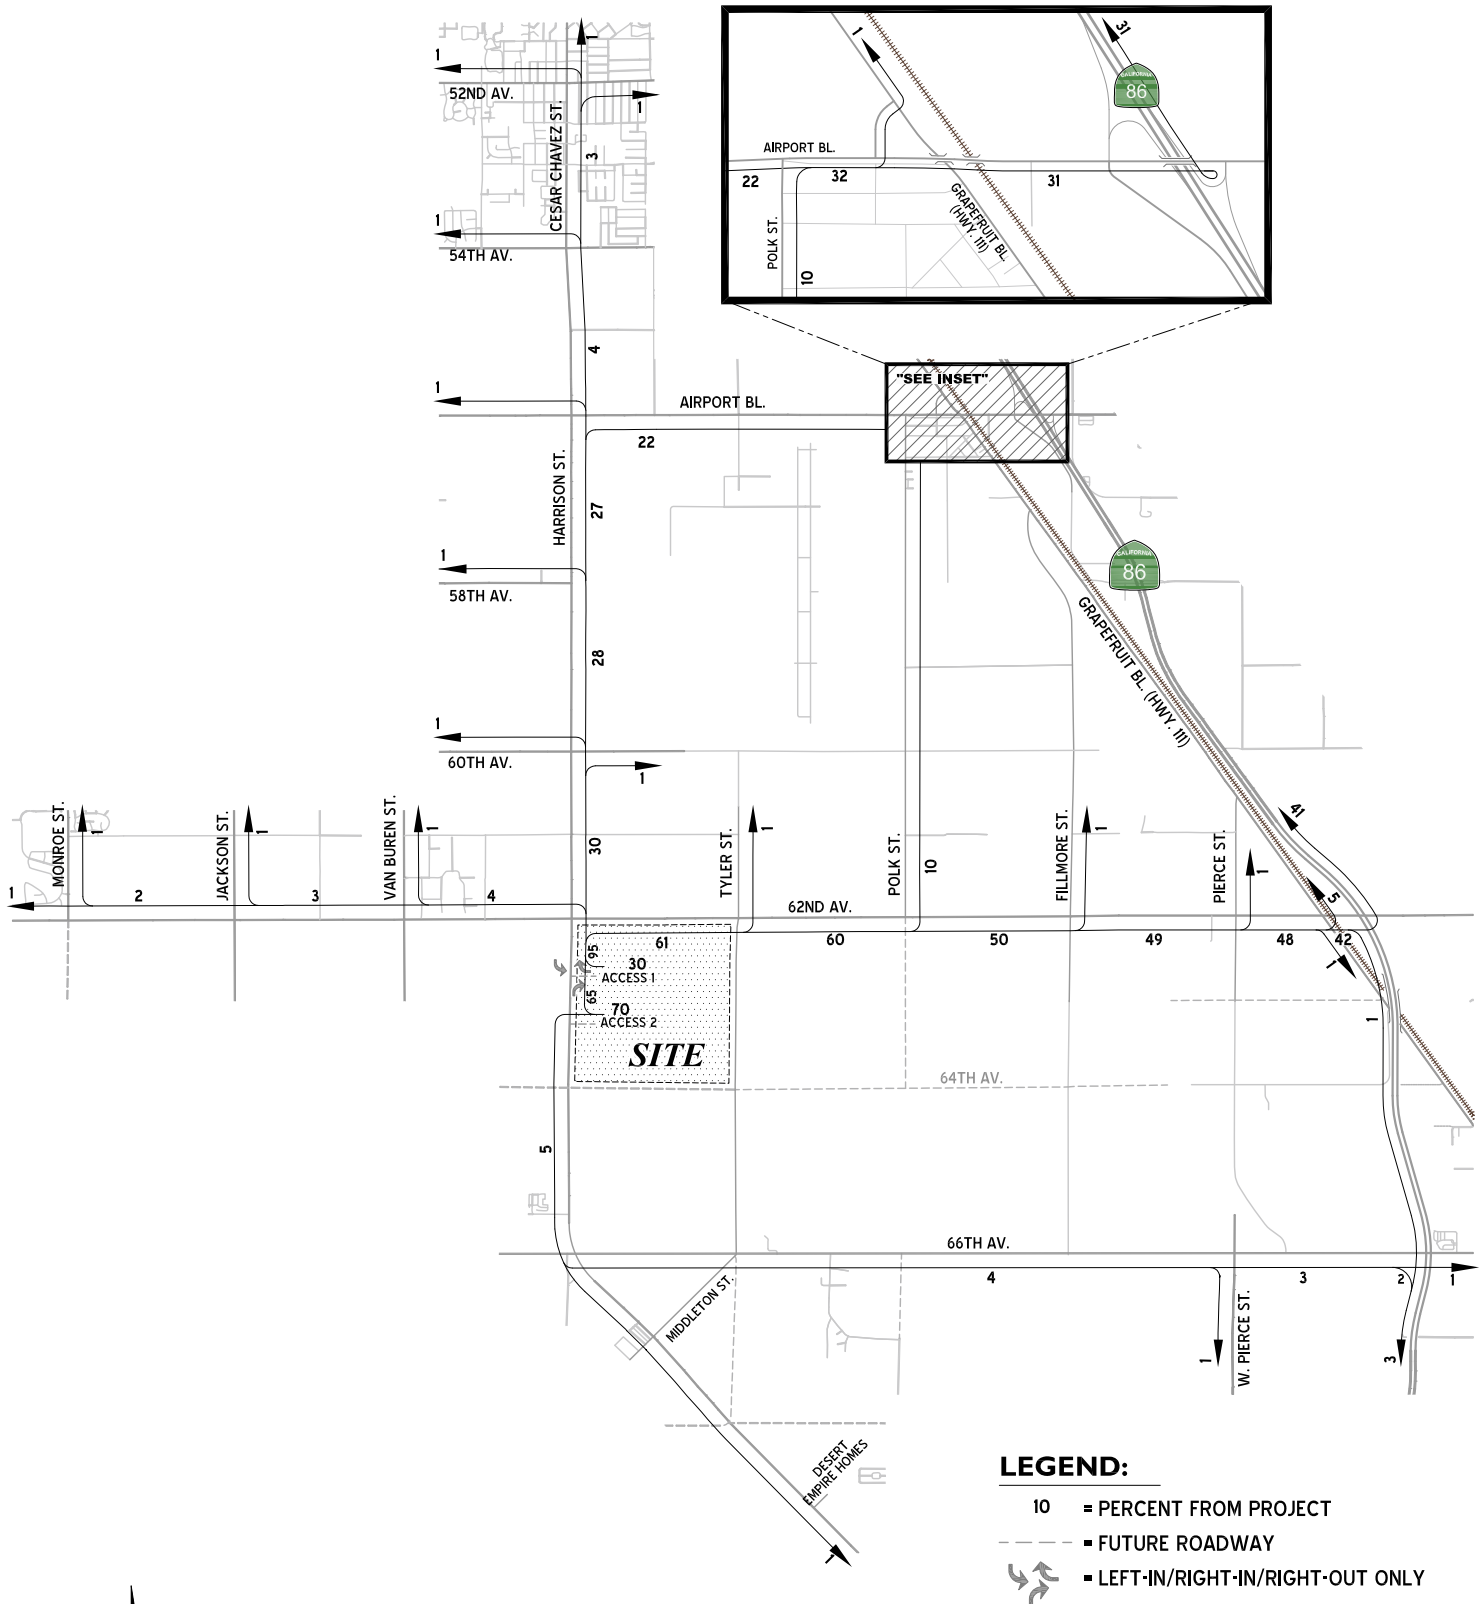 1
1
52ND AV.
1
CESAR CHAVEZ ST.
3
1
54TH AV.
1
31
CALIFORNIA
86
AIRPORT BL.
22
32
31
POLK ST.
10
GRAPEFRUIT BL.
(HWY. 111)
4
1
"SEE INSET"
AIRPORT BL.
22
HARRISON ST.
27
1
58TH AV.
CALIFORNIA
86
GRAPEFRUIT BL. (HWY. 111)
28
1
60TH AV.
1
MONROE ST.
1
JACKSON ST.
1
VAN BUREN ST.
1
30
TYLER ST.
1
POLK ST.
10
FILLMORE ST.
1
PIERCE ST.
1
41
5
1
2
3
4
62ND AV.
61
60
50
49
48
42
1
95
30
ACCESS 1
65
70
ACCESS 2
SITE
1
64TH AV.
5
66TH AV.
4
3
2
1
MIDDLETON ST.
1
W. PIERCE ST.
3
DESERT
EMPIRE HOMES
1
LEGEND:
10 = PERCENT FROM PROJECT
= FUTURE ROADWAY
= LEFT-IN/RIGHT-IN/RIGHT-OUT ONLY